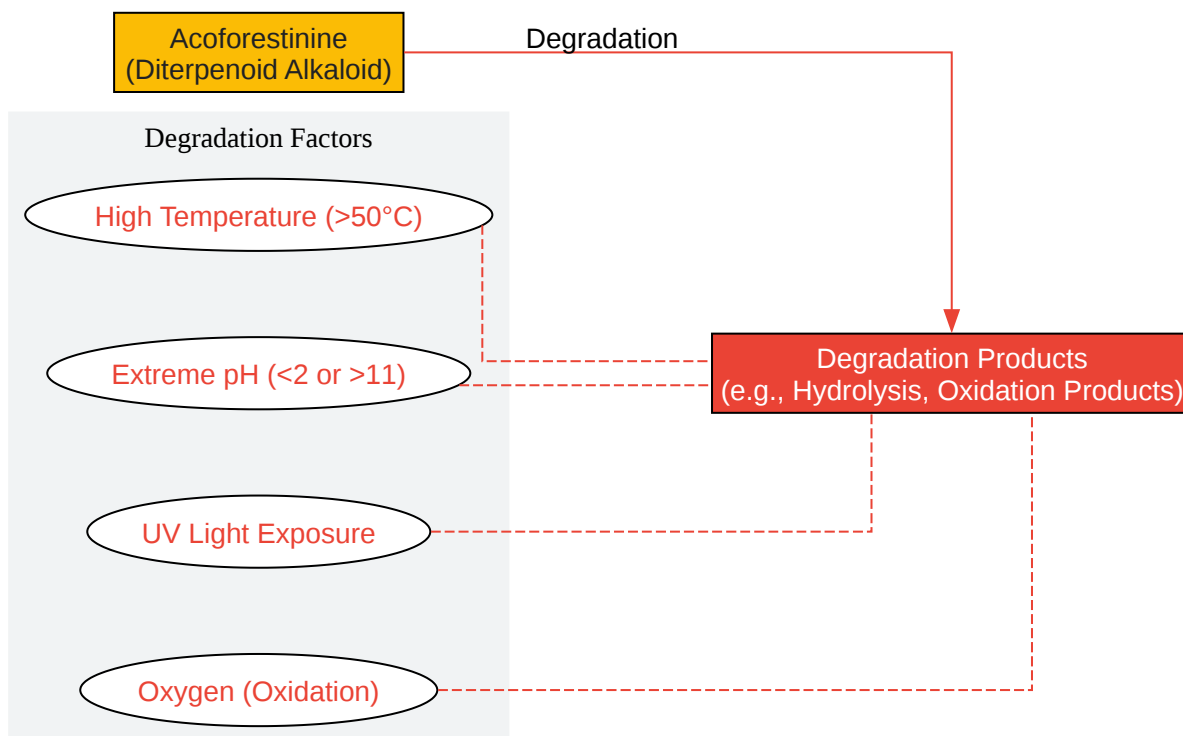 Acoforestinine
(Diterpenoid Alkaloid)
Degradation
Degradation Factors
High Temperature (>50°C)
Extreme pH (<2 or >11)
Degradation Products
(e.g., Hydrolysis, Oxidation Products)
UV Light Exposure
Oxygen (Oxidation)